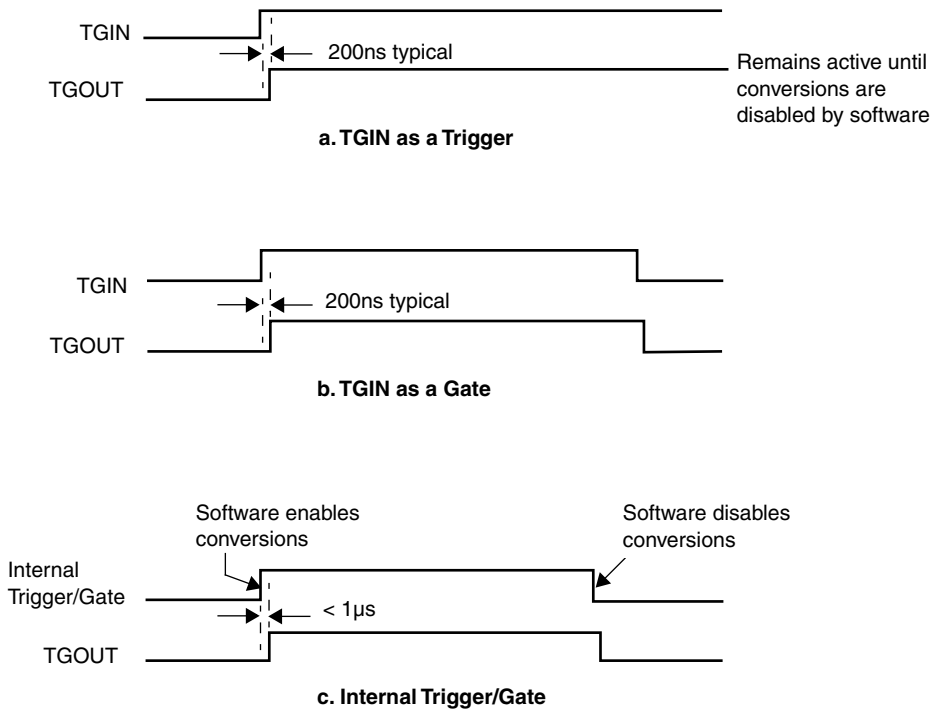 TGIN
200ns typical
TGOUT
Remains active until
conversions are
disabled by software
a. TGIN as a Trigger
TGIN
200ns typical
TGOUT
b. TGIN as a Gate
Software enables
conversions
Software disables
conversions
Internal
Trigger/Gate
< 1µs
TGOUT
c. Internal Trigger/Gate